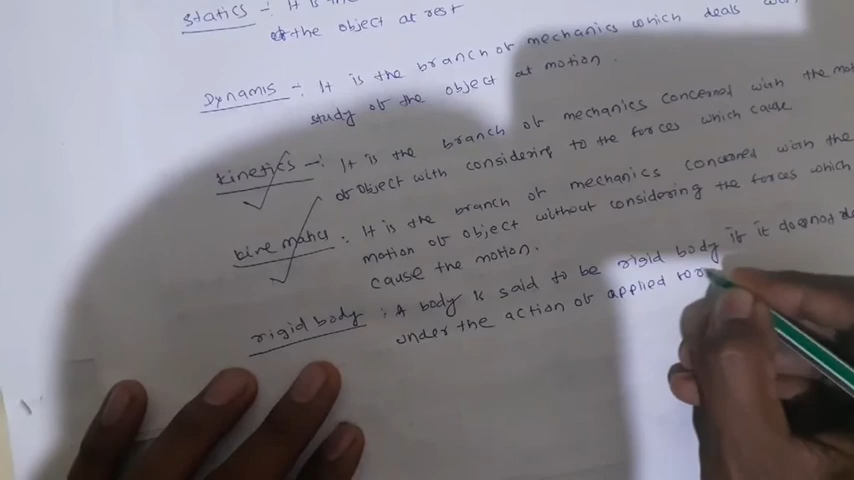 statics :- It is the
of the object at rest
Dynamis :- It is the branch of mechanics which deals
study of the object at motion.
kinetics :- It is the branch of mechanics concerned with the
of object with considering to the forces which cause
kinematics : It is the branch of mechanics concerned with the
motion of object without considering the forces which
cause the motion.
rigid body : A body is said to be rigid body if it does not
under the action of applied